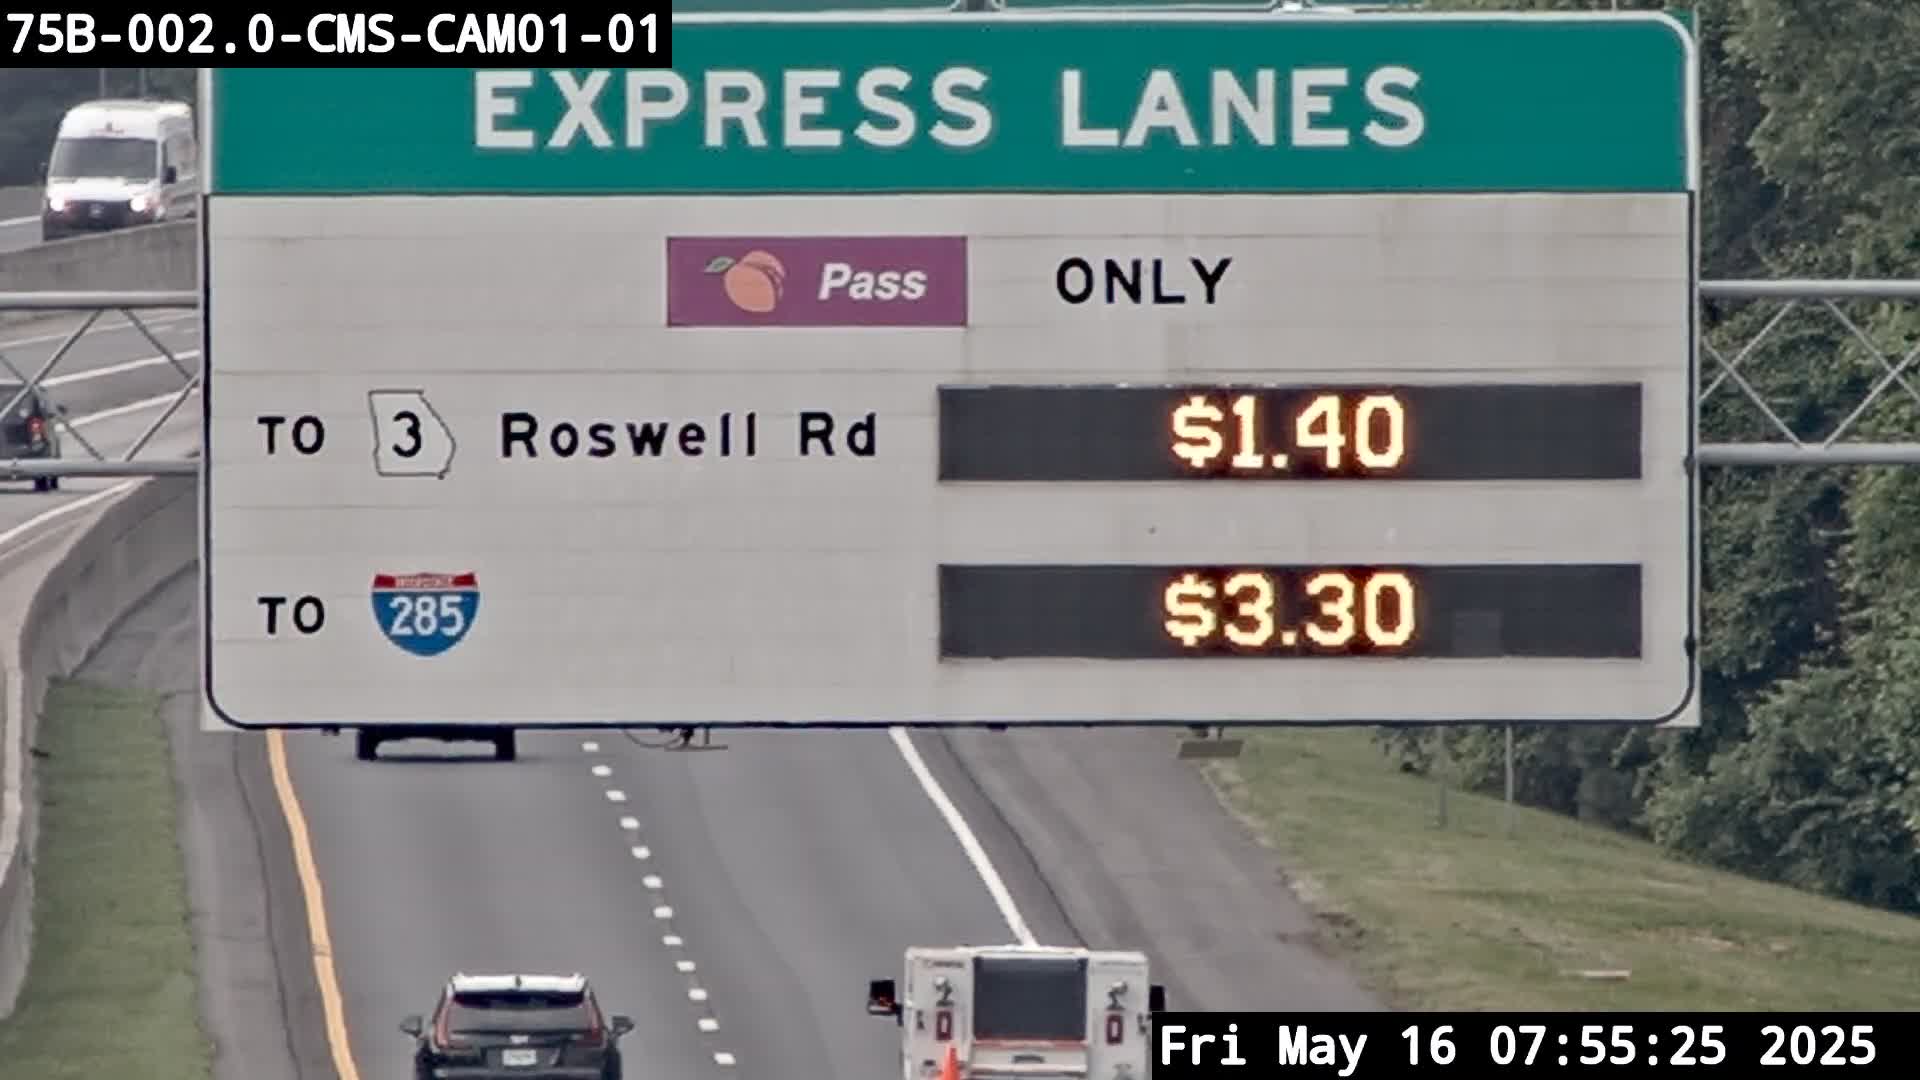 75B-002.0-CMS-CAM01-01
EXPRESS LANES
Pass ONLY
TO 3 Roswell Rd $1.40
INTERSTATE
TO 285 $3.30
Fri May 16 07:55:25 2025